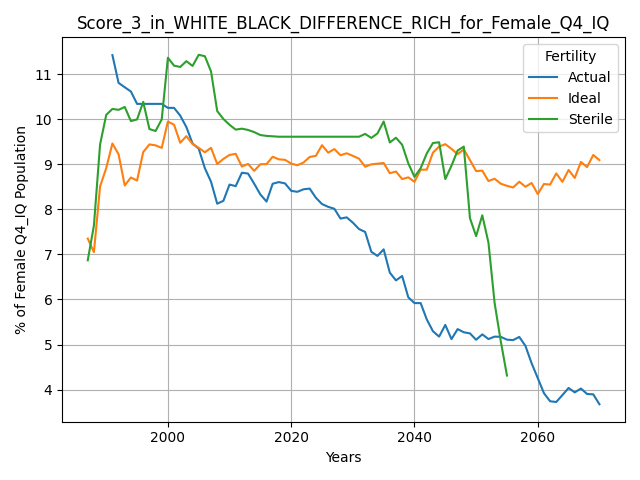 Score_3_in_WHITE_BLACK_DIFFERENCE_RICH_for_Female_Q4_IQ
Fertility
Actual
Ideal
Sterile
% of Female Q4_IQ Population
11
10
9
8
7
6
5
4
2000
2020
2040
2060
Years